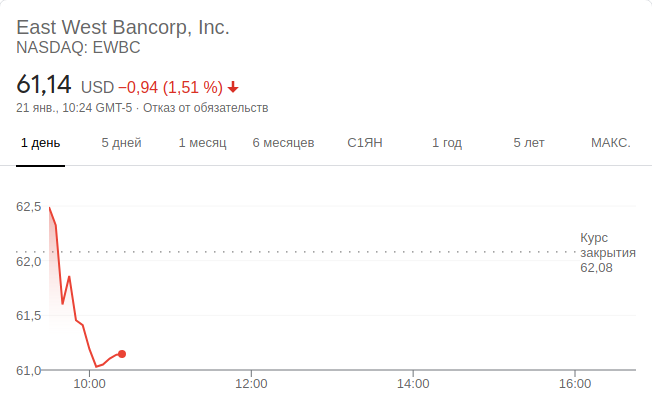 East West Bancorp, Inc.
NASDAQ: EWBC
61,14 USD −0,94 (1,51 %)
21 янв., 10:24 GMT-5 · Отказ от обязательств
1 день 5 дней 1 месяц 6 месяцев С1ЯН 1 год 5 лет МАКС.
62,5
Курс
закрытия
62,08
62,0
61,5
61,0
10:00 12:00 14:00 16:00